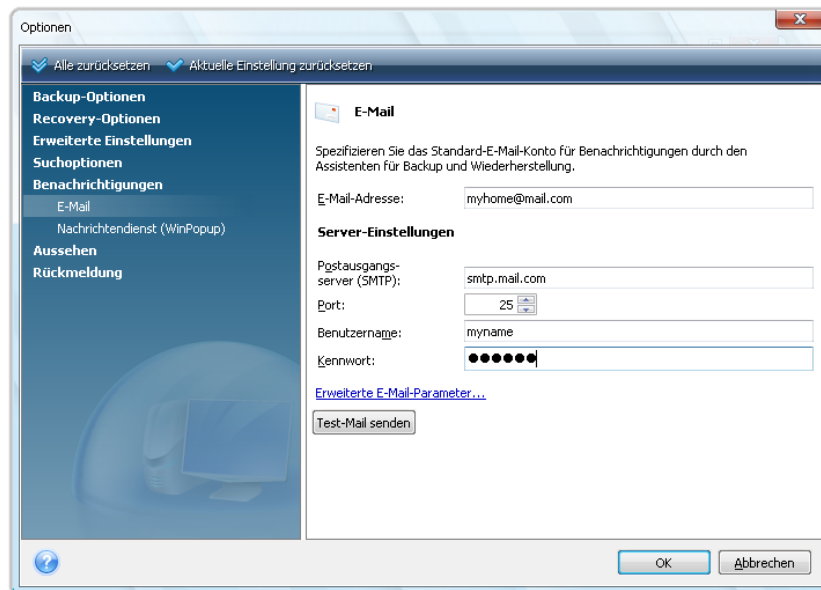 Optionen
Alle zurücksetzen Aktuelle Einstellung zurücksetzen
Backup-Optionen
Recovery-Optionen
Erweiterte Einstellungen
Suchoptionen
Benachrichtigungen
E-Mail
Nachrichtendienst (WinPopup)
Aussehen
Rückmeldung
E-Mail
Spezifizieren Sie das Standard-E-Mail-Konto für Benachrichtigungen durch den
Assistenten für Backup und Wiederherstellung.
E-Mail-Adresse: myhome@mail.com
Server-Einstellungen
Postausgangs-
server (SMTP): smtp.mail.com
Port: 25
Benutzername: myname
Kennwort: ●●●●●●
Erweiterte E-Mail-Parameter...
Test-Mail senden
OK Abbrechen